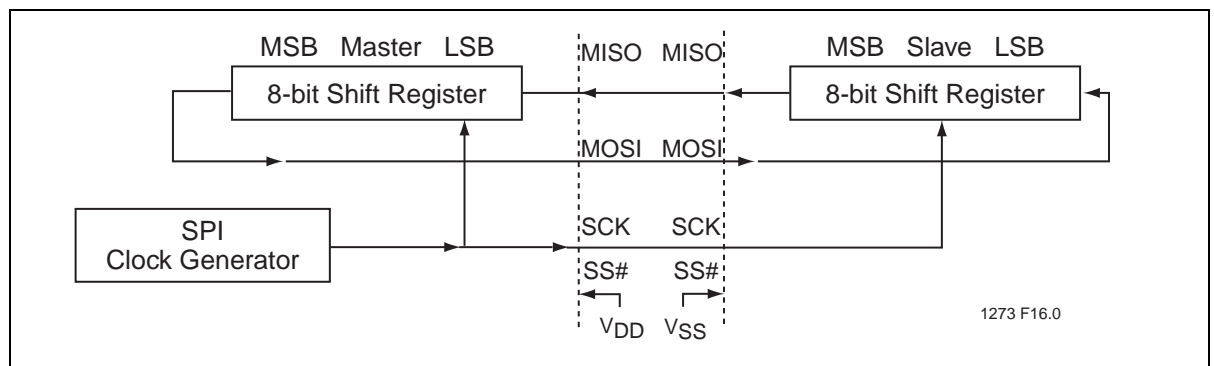 MSB Master LSB
MISO MISO
MSB Slave LSB
8-bit Shift Register
8-bit Shift Register
MOSI MOSI
SPI
Clock Generator
SCK SCK
SS# SS#
VDD VSS
1273 F16.0